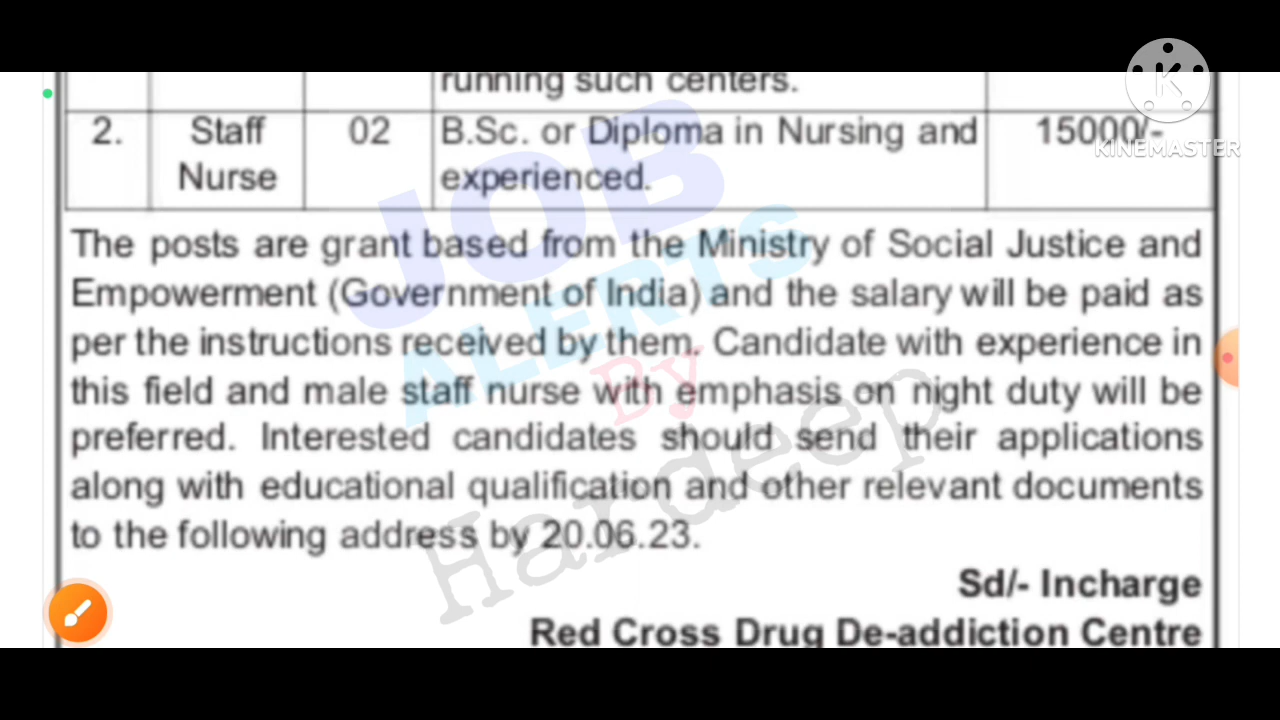 running such centers.
2. Staff 02 B.Sc. or Diploma in Nursing and 15000/-
Nurse experienced.
The posts are grant based from the Ministry of Social Justice and
Empowerment (Government of India) and the salary will be paid as
per the instructions received by them. Candidate with experience in
this field and male staff nurse with emphasis on night duty will be
preferred. Interested candidates should send their applications
along with educational qualification and other relevant documents
to the following address by 20.06.23.
Sd/- Incharge
Red Cross Drug De-addiction Centre
JOB
ALERTS
By
Hardeep
K
KINEMASTER